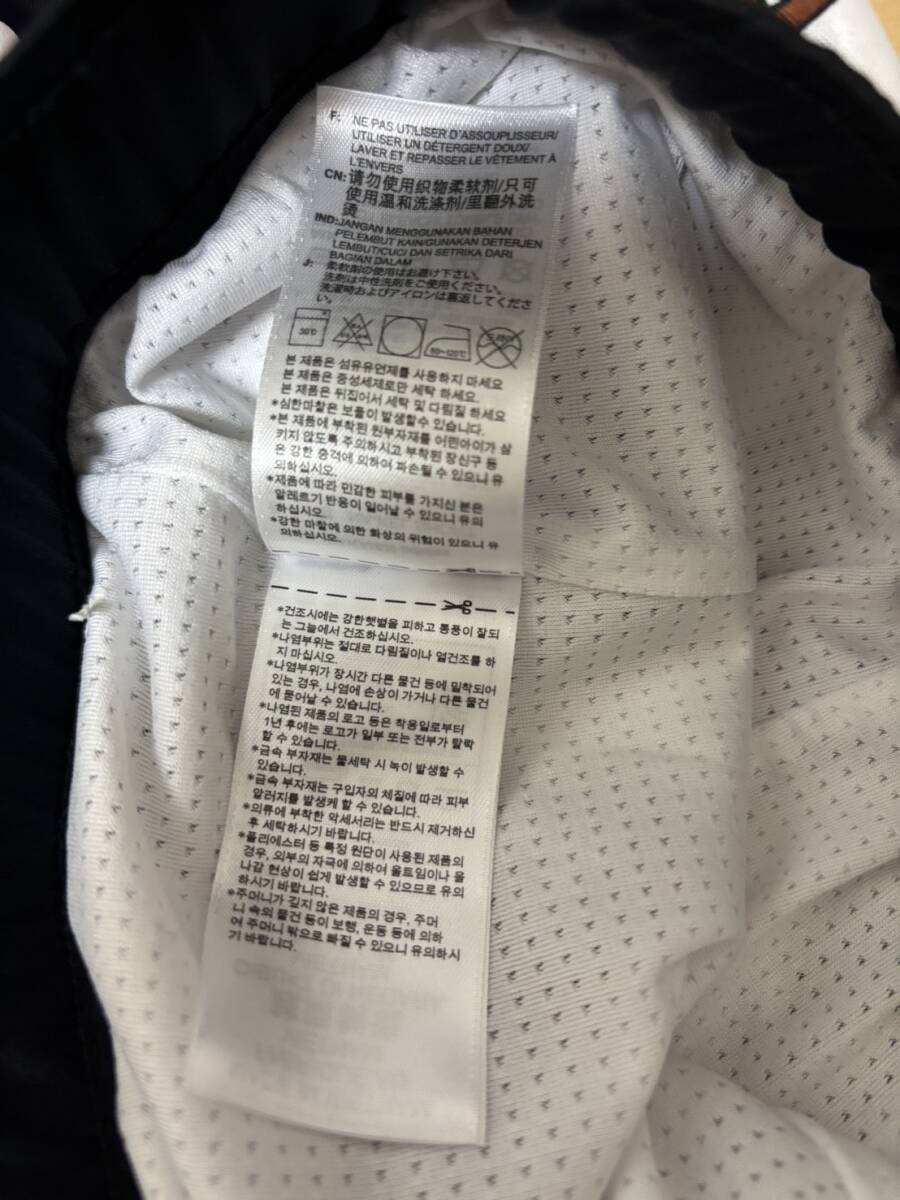 F: NE PAS UTILISER D'ASSOUPLISSEUR/
UTILISER UN DÉTERGENT DOUX/
LAVER ET REPASSER LE VÊTEMENT À
L'ENVERS
CN:请勿使用织物柔软剂/只可
使用温和洗涤剂/里翻外洗
烫
IND:JANGAN MENGGUNAKAN BAHAN
PELEMBUT KAIN/GUNAKAN DETERJEN
LEMBUT/CUCI DAN SETRIKA DARI
BAGIAN DALAM
J: 柔軟剤の使用はお避け下さい。
洗剤は中性洗剤をご使用ください。
洗濯時およびアイロンは裏返してくださ
い。
30℃ 80~120℃
본 제품은 섬유유연제를 사용하지 마세요
본 제품은 중성세제로만 세탁 하세요.
본 제품은 뒤집어서 세탁 및 다림질 하세요
*심한마찰은 보풀이 발생할수 있습니다.
*본 제품에 부착된 원부자재를 어린아이가 삼
키지 않도록 주의하시고 부착된 장신구 등
은 강한 충격에 의하여 파손될 수 있으니 유
의하십시오.
*제품에 따라 민감한 피부를 가지신 분은
알레르기 반응이 일어날 수 있으니 유의
하십시오.
*강한 마찰에 의한 화상의 위험이 있으니 유
의하십시오.
*건조시에는 강한햇볕을 피하고 통풍이 잘되
는 그늘에서 건조하십시오.
*나염부위는 절대로 다림질이나 열건조를 하
지 마십시오.
*나염부위가 장시간 다른 물건 등에 밀착되어
있는 경우, 나염에 손상이 가거나 다른 물건
에 묻어날 수 있습니다.
*나염된 제품의 로고 등은 착용일로부터
1년 후에는 로고가 일부 또는 전부가 탈락
할 수 있습니다.
*금속 부자재는 물세탁 시 녹이 발생할 수
있습니다.
*금속 부자재는 구입자의 체질에 따라 피부
알러지를 발생케 할 수 있습니다.
*의류에 부착한 악세서리는 반드시 제거하신
후 세탁하시기 바랍니다.
*폴리에스터 등 특정 원단이 사용된 제품의
경우, 외부의 자극에 의하여 올트임이나 올
나감 현상이 쉽게 발생할 수 있으므로 유의
하시기 바랍니다.
*주머니가 깊지 않은 제품의 경우, 주머
니 속의 물건 등이 보행, 운동 등에 의하
여 주머니 밖으로 빠질 수 있으니 유의하시
기 바랍니다.